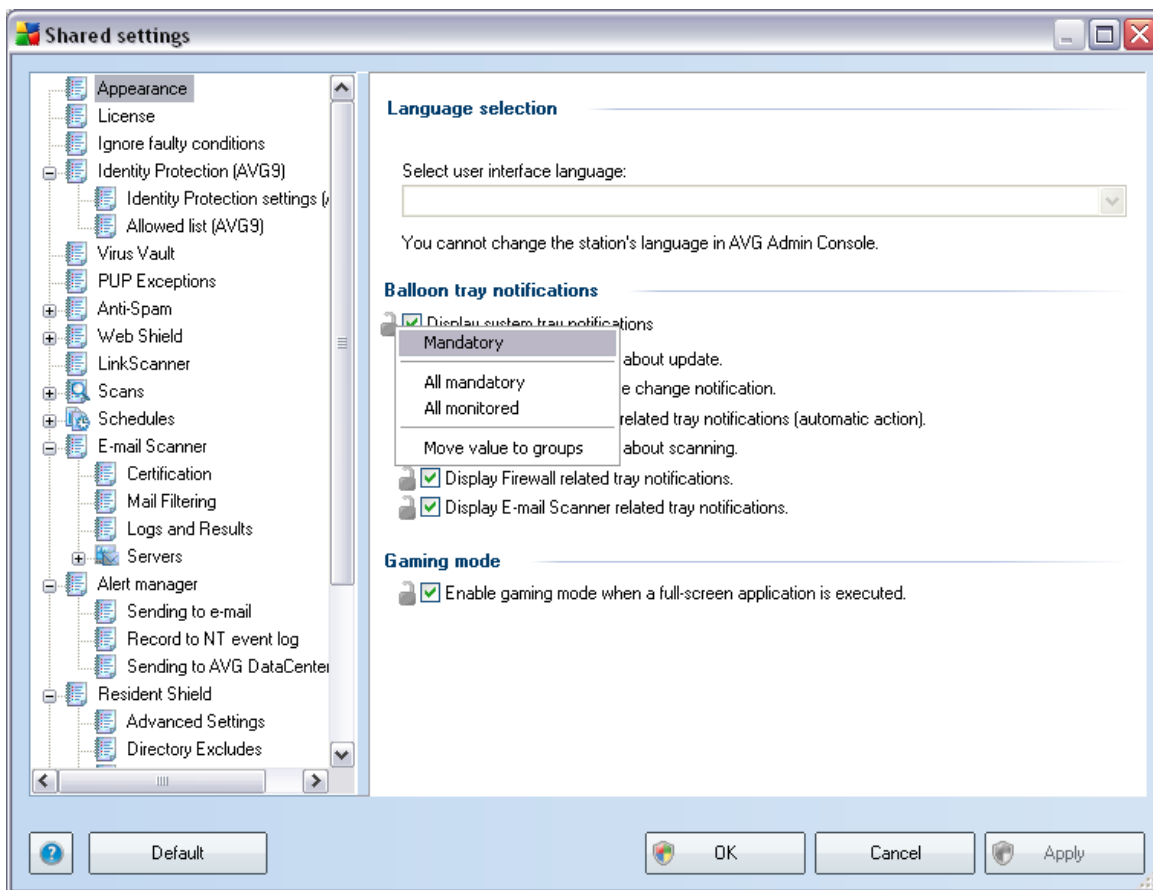 Shared settings
Appearance
License
Ignore faulty conditions
Identity Protection (AVG9)
Identity Protection settings (
Allowed list (AVG9)
Virus Vault
PUP Exceptions
Anti-Spam
Web Shield
LinkScanner
Scans
Schedules
E-mail Scanner
Certification
Mail Filtering
Logs and Results
Servers
Alert manager
Sending to e-mail
Record to NT event log
Sending to AVG DataCenter
Resident Shield
Advanced Settings
Directory Excludes
Language selection
Select user interface language:
You cannot change the station's language in AVG Admin Console.
Balloon tray notifications
Display system tray notifications
Mandatory
about update.
All mandatory
e change notification.
All monitored
related tray notifications (automatic action).
Move value to groups
about scanning.
Display Firewall related tray notifications.
Display E-mail Scanner related tray notifications.
Gaming mode
Enable gaming mode when a full-screen application is executed.
?
Default
OK
Cancel
Apply